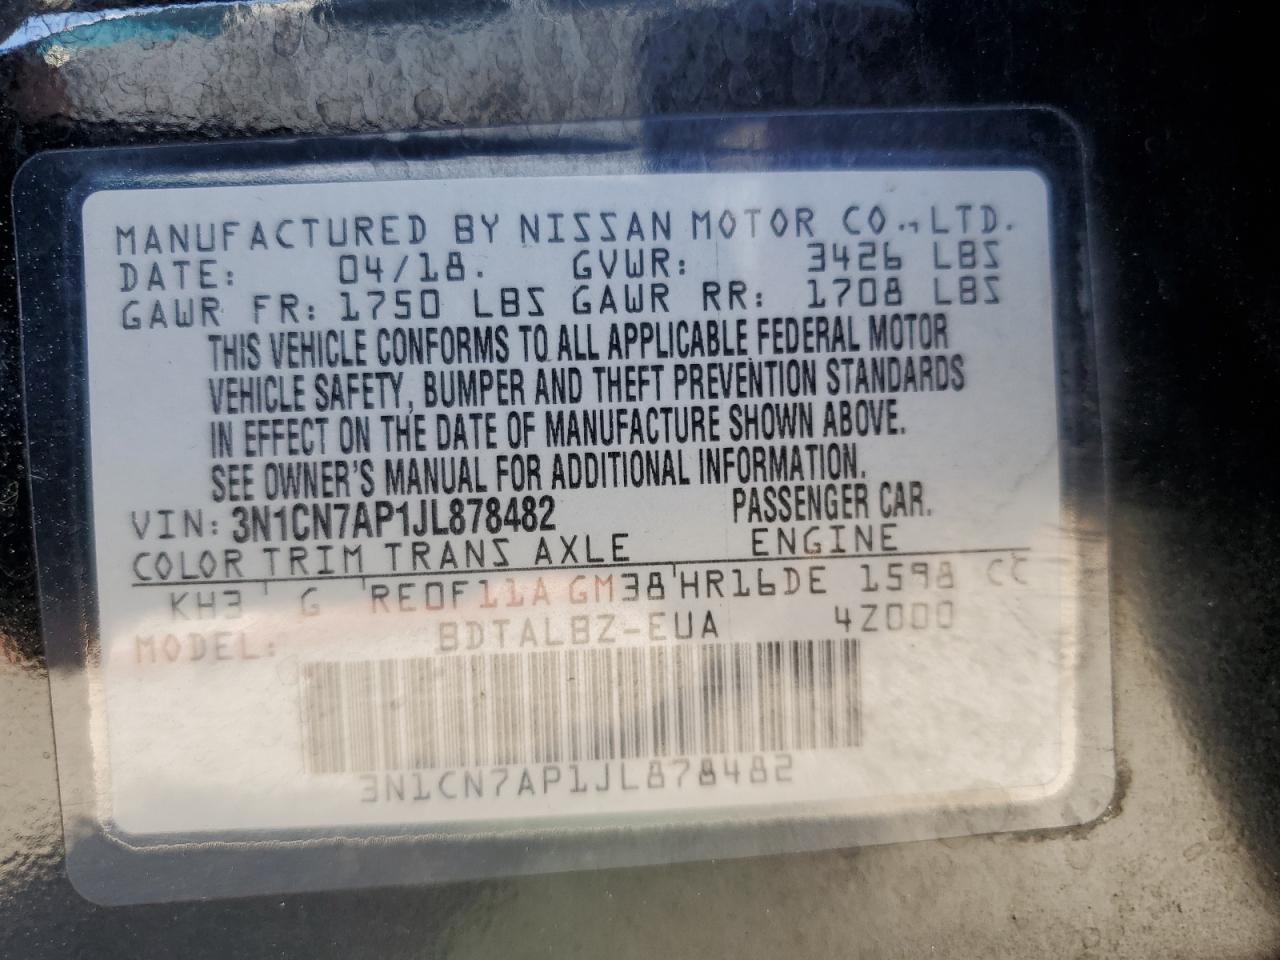 MANUFACTURED BY NISSAN MOTOR CO., LTD.
DATE: 04/18. GVWR: 3426 LBS
GAWR FR: 1750 LBS GAWR RR: 1708 LBS
THIS VEHICLE CONFORMS TO ALL APPLICABLE FEDERAL MOTOR
VEHICLE SAFETY, BUMPER AND THEFT PREVENTION STANDARDS
IN EFFECT ON THE DATE OF MANUFACTURE SHOWN ABOVE.
SEE OWNER'S MANUAL FOR ADDITIONAL INFORMATION.
VIN: 3N1CN7AP1JL878482 PASSENGER CAR.
COLOR TRIM TRANS AXLE ENGINE
KH3 G RE0F11A GM38 HR16DE 1598 CC
MODEL: BDTALBZ-EUA 4Z000
3N1CN7AP1JL878482